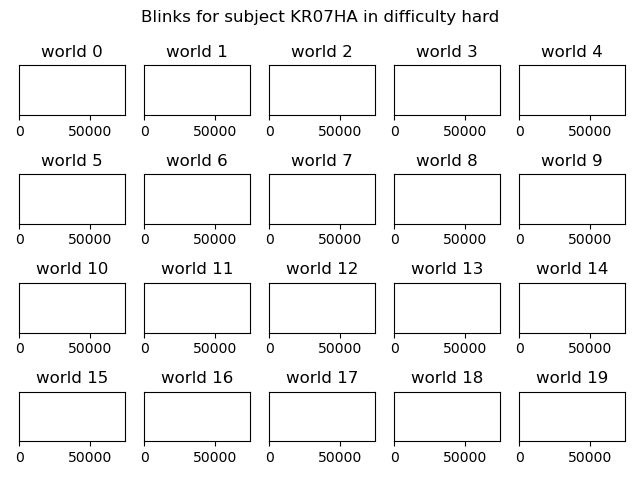 Blinks for subject KR07HA in difficulty hard
world 0 world 1 world 2 world 3 world 4
0 50000 0 50000 0 50000 0 50000 0 50000
world 5 world 6 world 7 world 8 world 9
0 50000 0 50000 0 50000 0 50000 0 50000
world 10 world 11 world 12 world 13 world 14
0 50000 0 50000 0 50000 0 50000 0 50000
world 15 world 16 world 17 world 18 world 19
0 50000 0 50000 0 50000 0 50000 0 50000